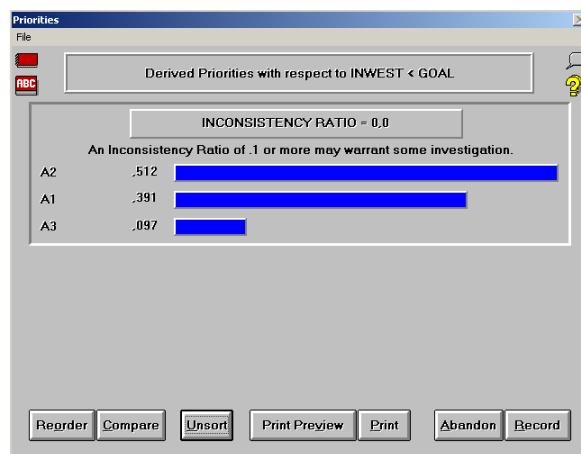 Priorities
File
ABC
Derived Priorities with respect to INWEST < GOAL
INCONSISTENCY RATIO = 0,0
An Inconsistency Ratio of .1 or more may warrant some investigation.
A2 ,512
A1 ,391
A3 ,097
Reorder Compare Unsort Print Preview Print Abandon Record